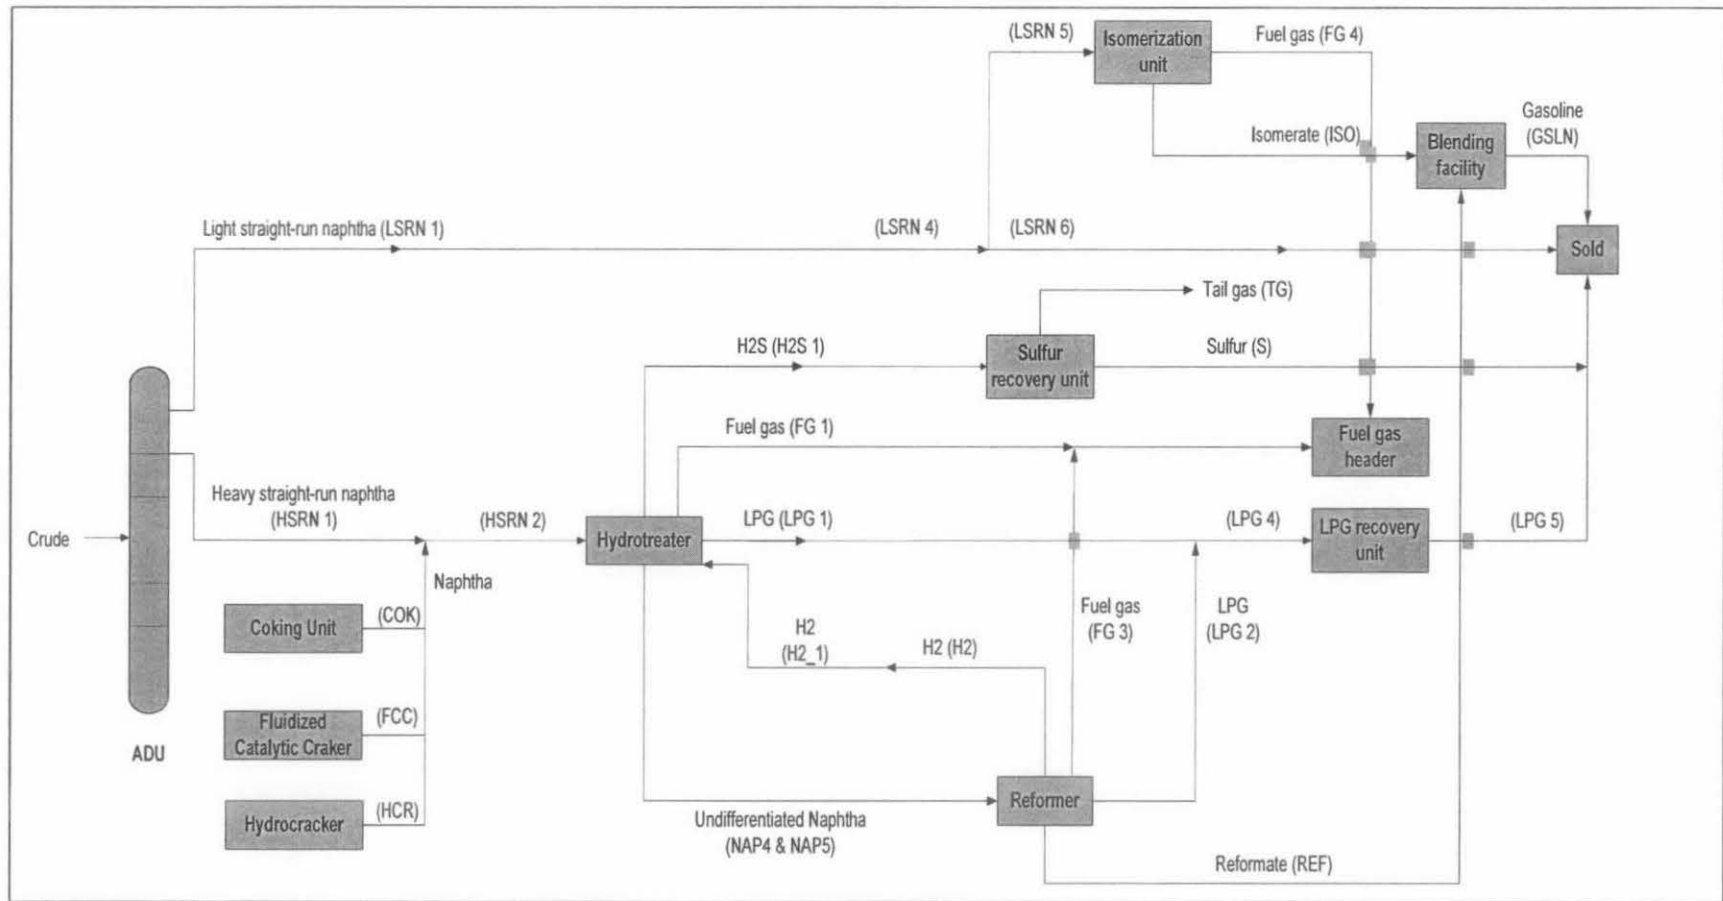 (LSRN 5)
Isomerization
unit
Fuel gas (FG 4)
Isomerate (ISO)
Blending
facility
Gasoline
(GSLN)
Light straight-run naphtha (LSRN 1)
(LSRN 4)
(LSRN 6)
Sold
Tail gas (TG)
H2S (H2S 1)
Sulfur
recovery unit
Sulfur (S)
Fuel gas (FG 1)
Fuel gas
header
Heavy straight-run naphtha
(HSRN 1)
(HSRN 2)
Crude
Hydrotreater
LPG (LPG 1)
(LPG 4)
LPG recovery
unit
(LPG 5)
Naphtha
Coking Unit
(COK)
H2
(H2_1)
H2 (H2)
Fuel gas
(FG 3)
LPG
(LPG 2)
Fluidized
Catalytic Craker
(FCC)
ADU
Hydrocracker
(HCR)
Undifferentiated Naphtha
(NAP4 & NAP5)
Reformer
Reformate (REF)